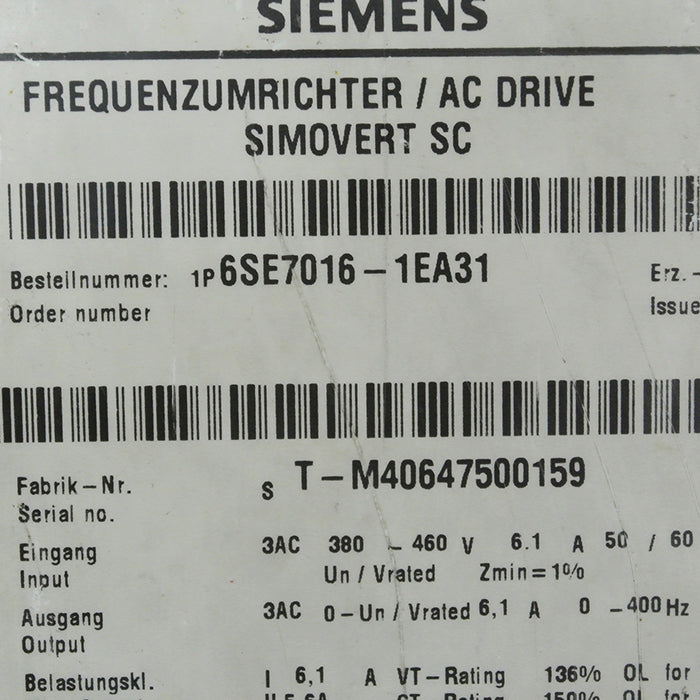 SIEMENS
FREQUENZUMRICHTER / AC DRIVE
SIMOVERT SC
Bestellnummer: 1P 6SE7016-1EA31 Erz.-
Order number Issue
Fabrik-Nr. S T-M40647500159
Serial no.
Eingang 3AC 380 - 460 V 6.1 A 50 / 60
Input Un / Vrated Zmin=1%
Ausgang 3AC 0-Un / Vrated 6,1 A 0 -400 Hz
Output
Belastungskl. I 6,1 A VT-Rating 136% OL for